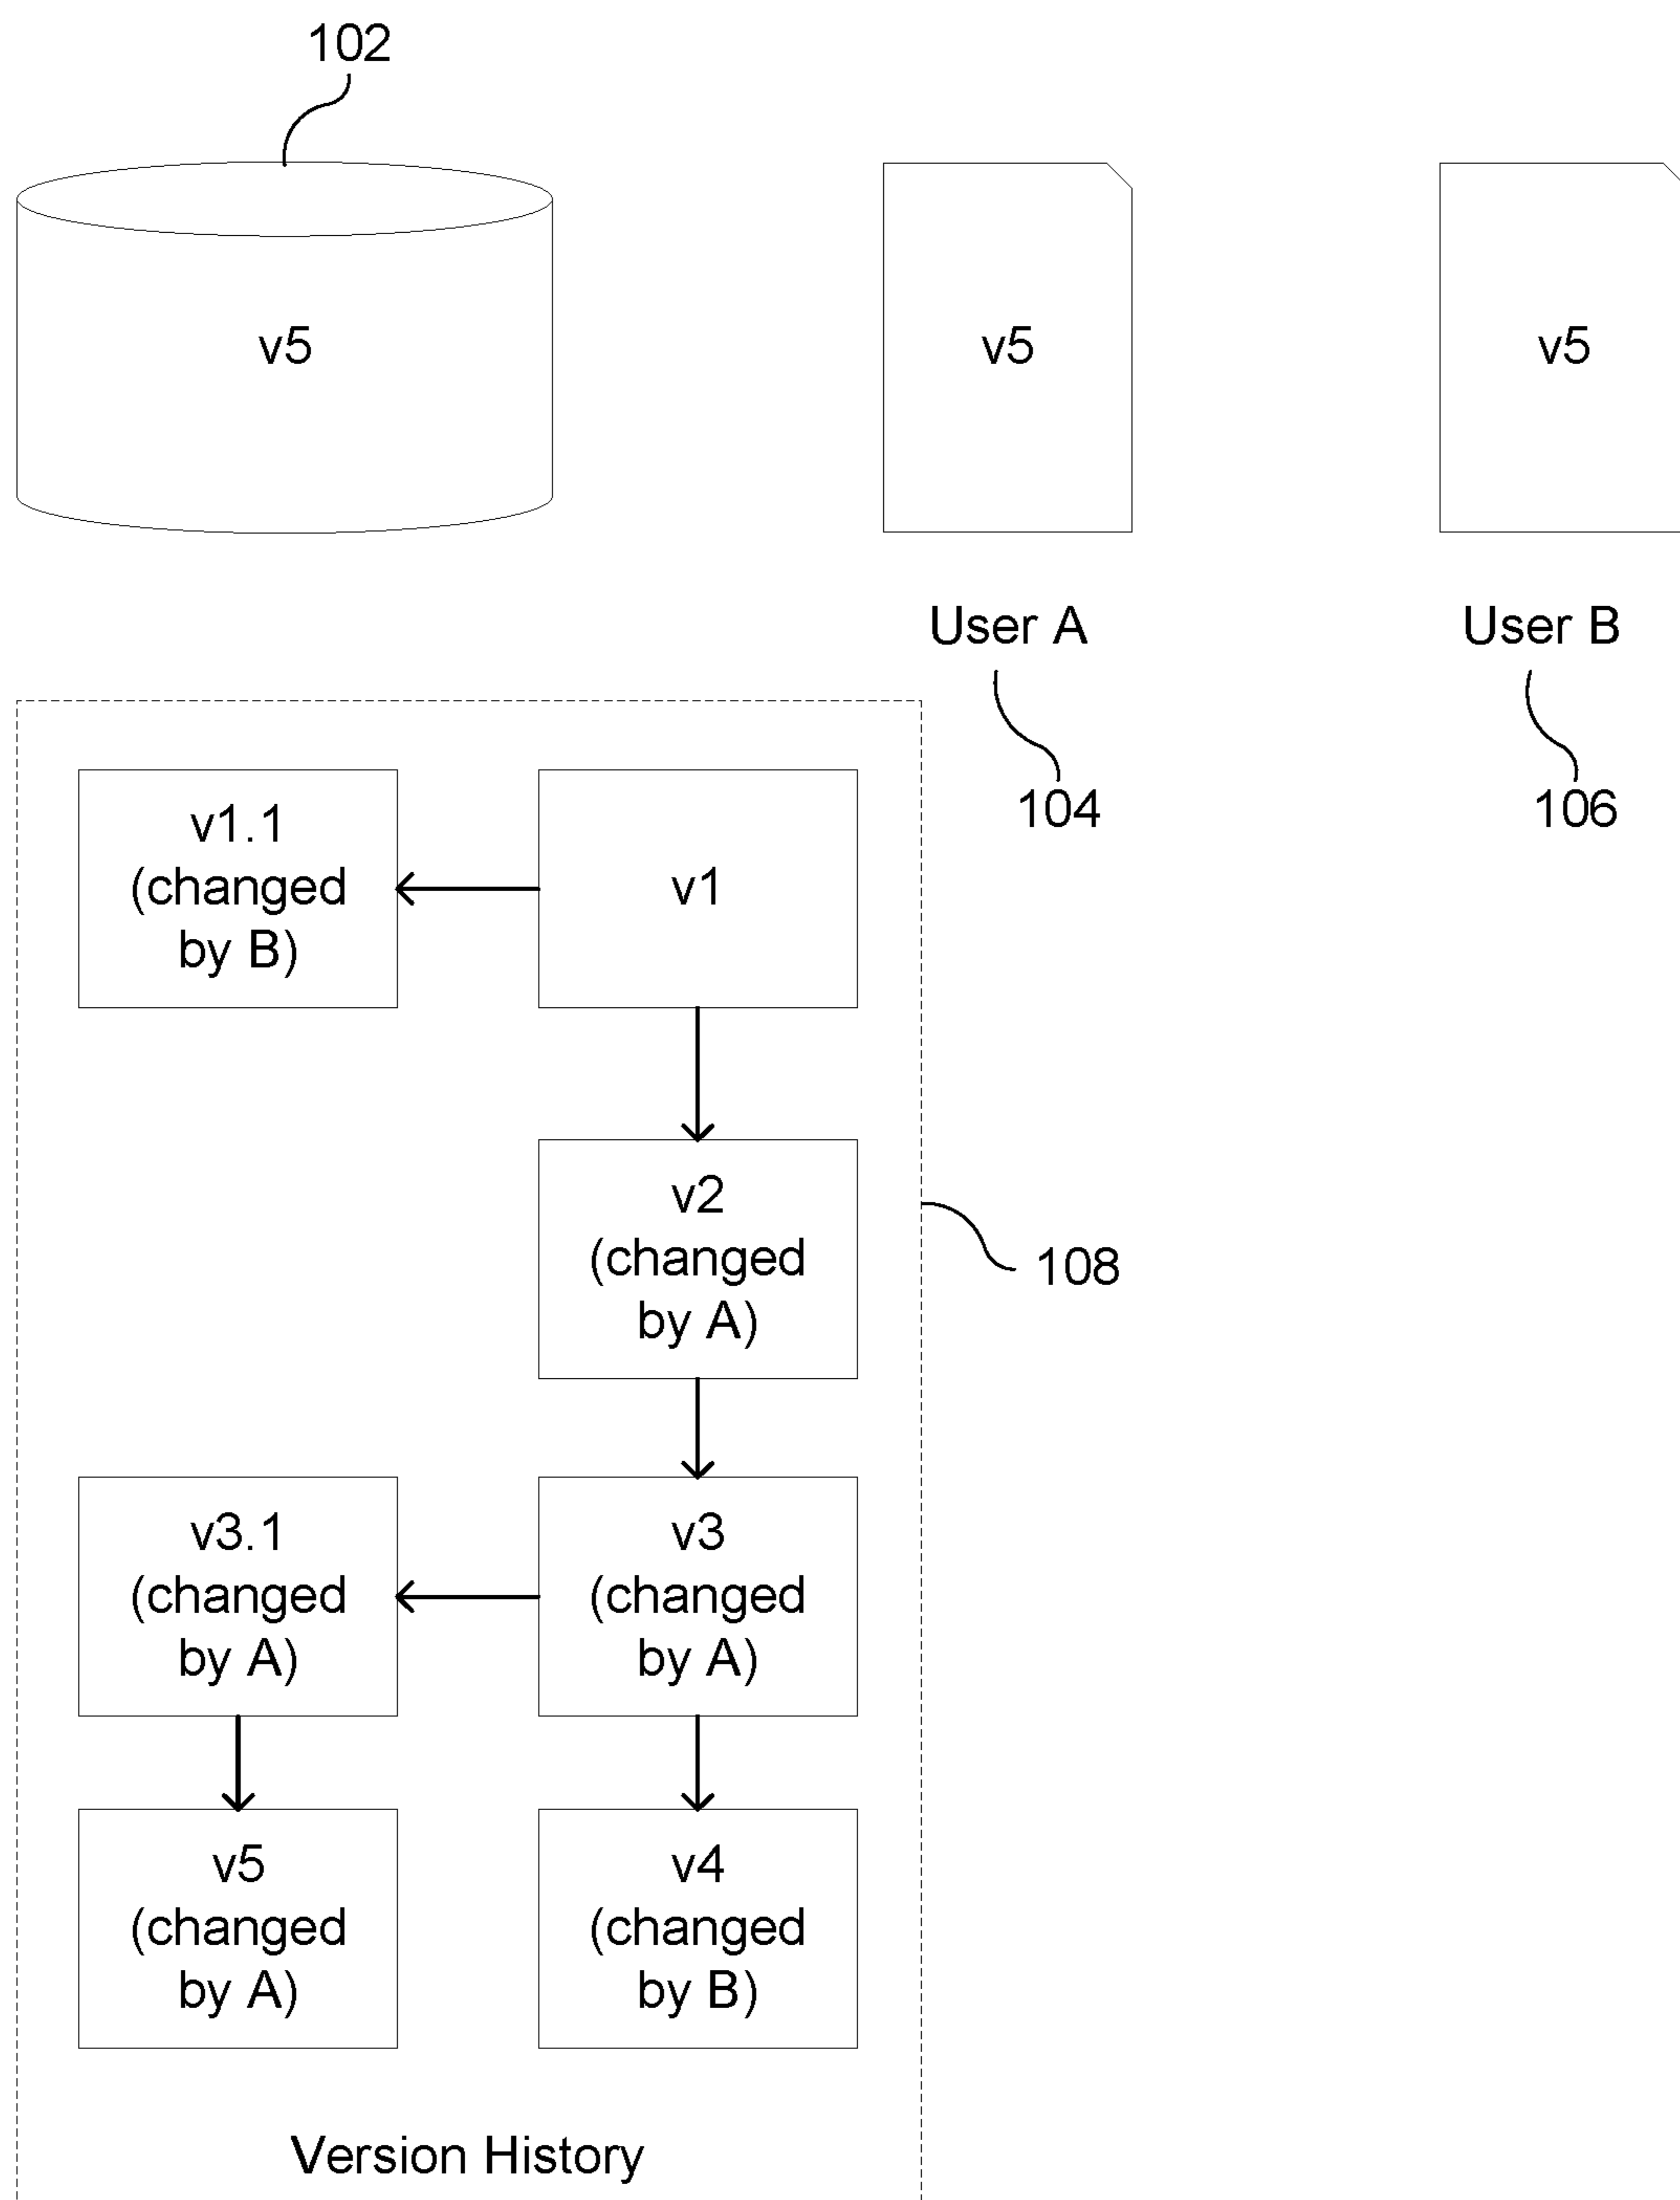 102
v5
v5
v5
User A
User B
104
106
v1.1
(changed
by B)
v1
v2
(changed
by A)
108
v3.1
(changed
by A)
v3
(changed
by A)
v5
(changed
by A)
v4
(changed
by B)
Version History